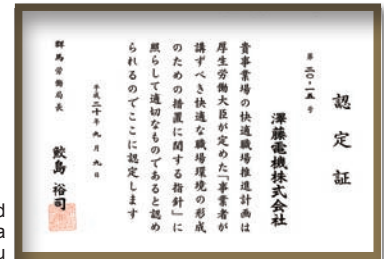 認定証
第二〇-一五号
澤藤電機株式会社
貴事業場の快適職場推進計画は
厚生労働大臣が定めた「事業者が
講ずべき快適な職場環境の形成
のための措置に関する指針」に
照らして適切なものであると認め
られるのでここに認定します
平成二十年九月九日
群馬労働局長
鮫島裕司
d
a
u